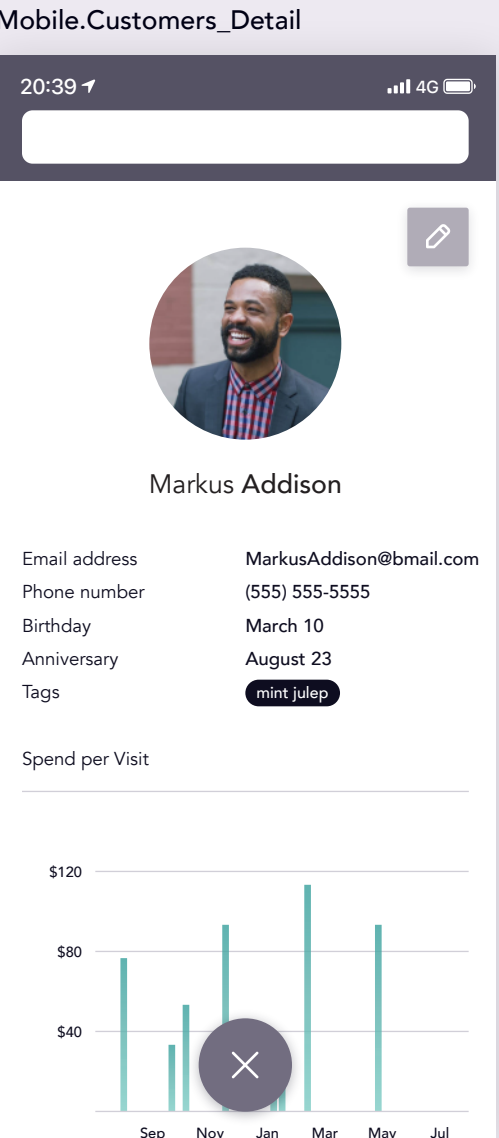 Mobile.Customers_Detail
20:39 4G
Markus Addison
Email address MarkusAddison@bmail.com
Phone number (555) 555-5555
Birthday March 10
Anniversary August 23
Tags mint julep
Spend per Visit
$120
$80
$40
Sep Nov Jan Mar May Jul